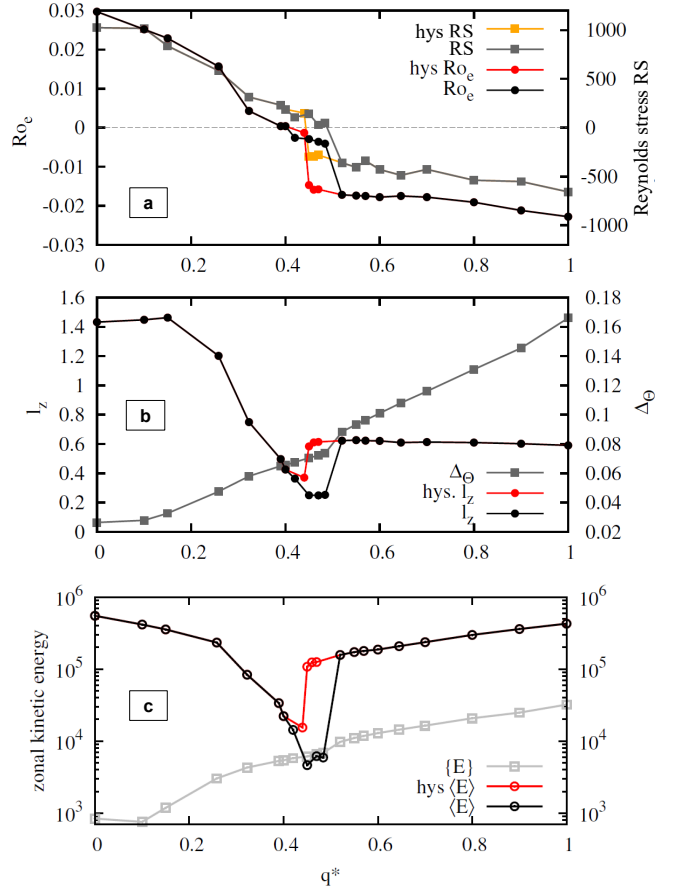 0.03
0.02
0.01
0
-0.01
-0.02
-0.03
Ro_e
1000
500
0
-500
-1000
Reynolds stress RS
hys RS
RS
hys Ro_e
Ro_e
a
0 0.2 0.4 0.6 0.8 1
1.6
1.4
1.2
1
0.8
0.6
0.4
0.2
0
l_z
0.18
0.16
0.14
0.12
0.1
0.08
0.06
0.04
0.02
Δ_Θ
b
Δ_Θ
hys. l_z
l_z
0 0.2 0.4 0.6 0.8 1
10^6
10^5
10^4
10^3
zonal kinetic energy
10^6
10^5
10^4
10^3
c
{E}
hys ⟨E⟩
⟨E⟩
0 0.2 0.4 0.6 0.8 1
q*